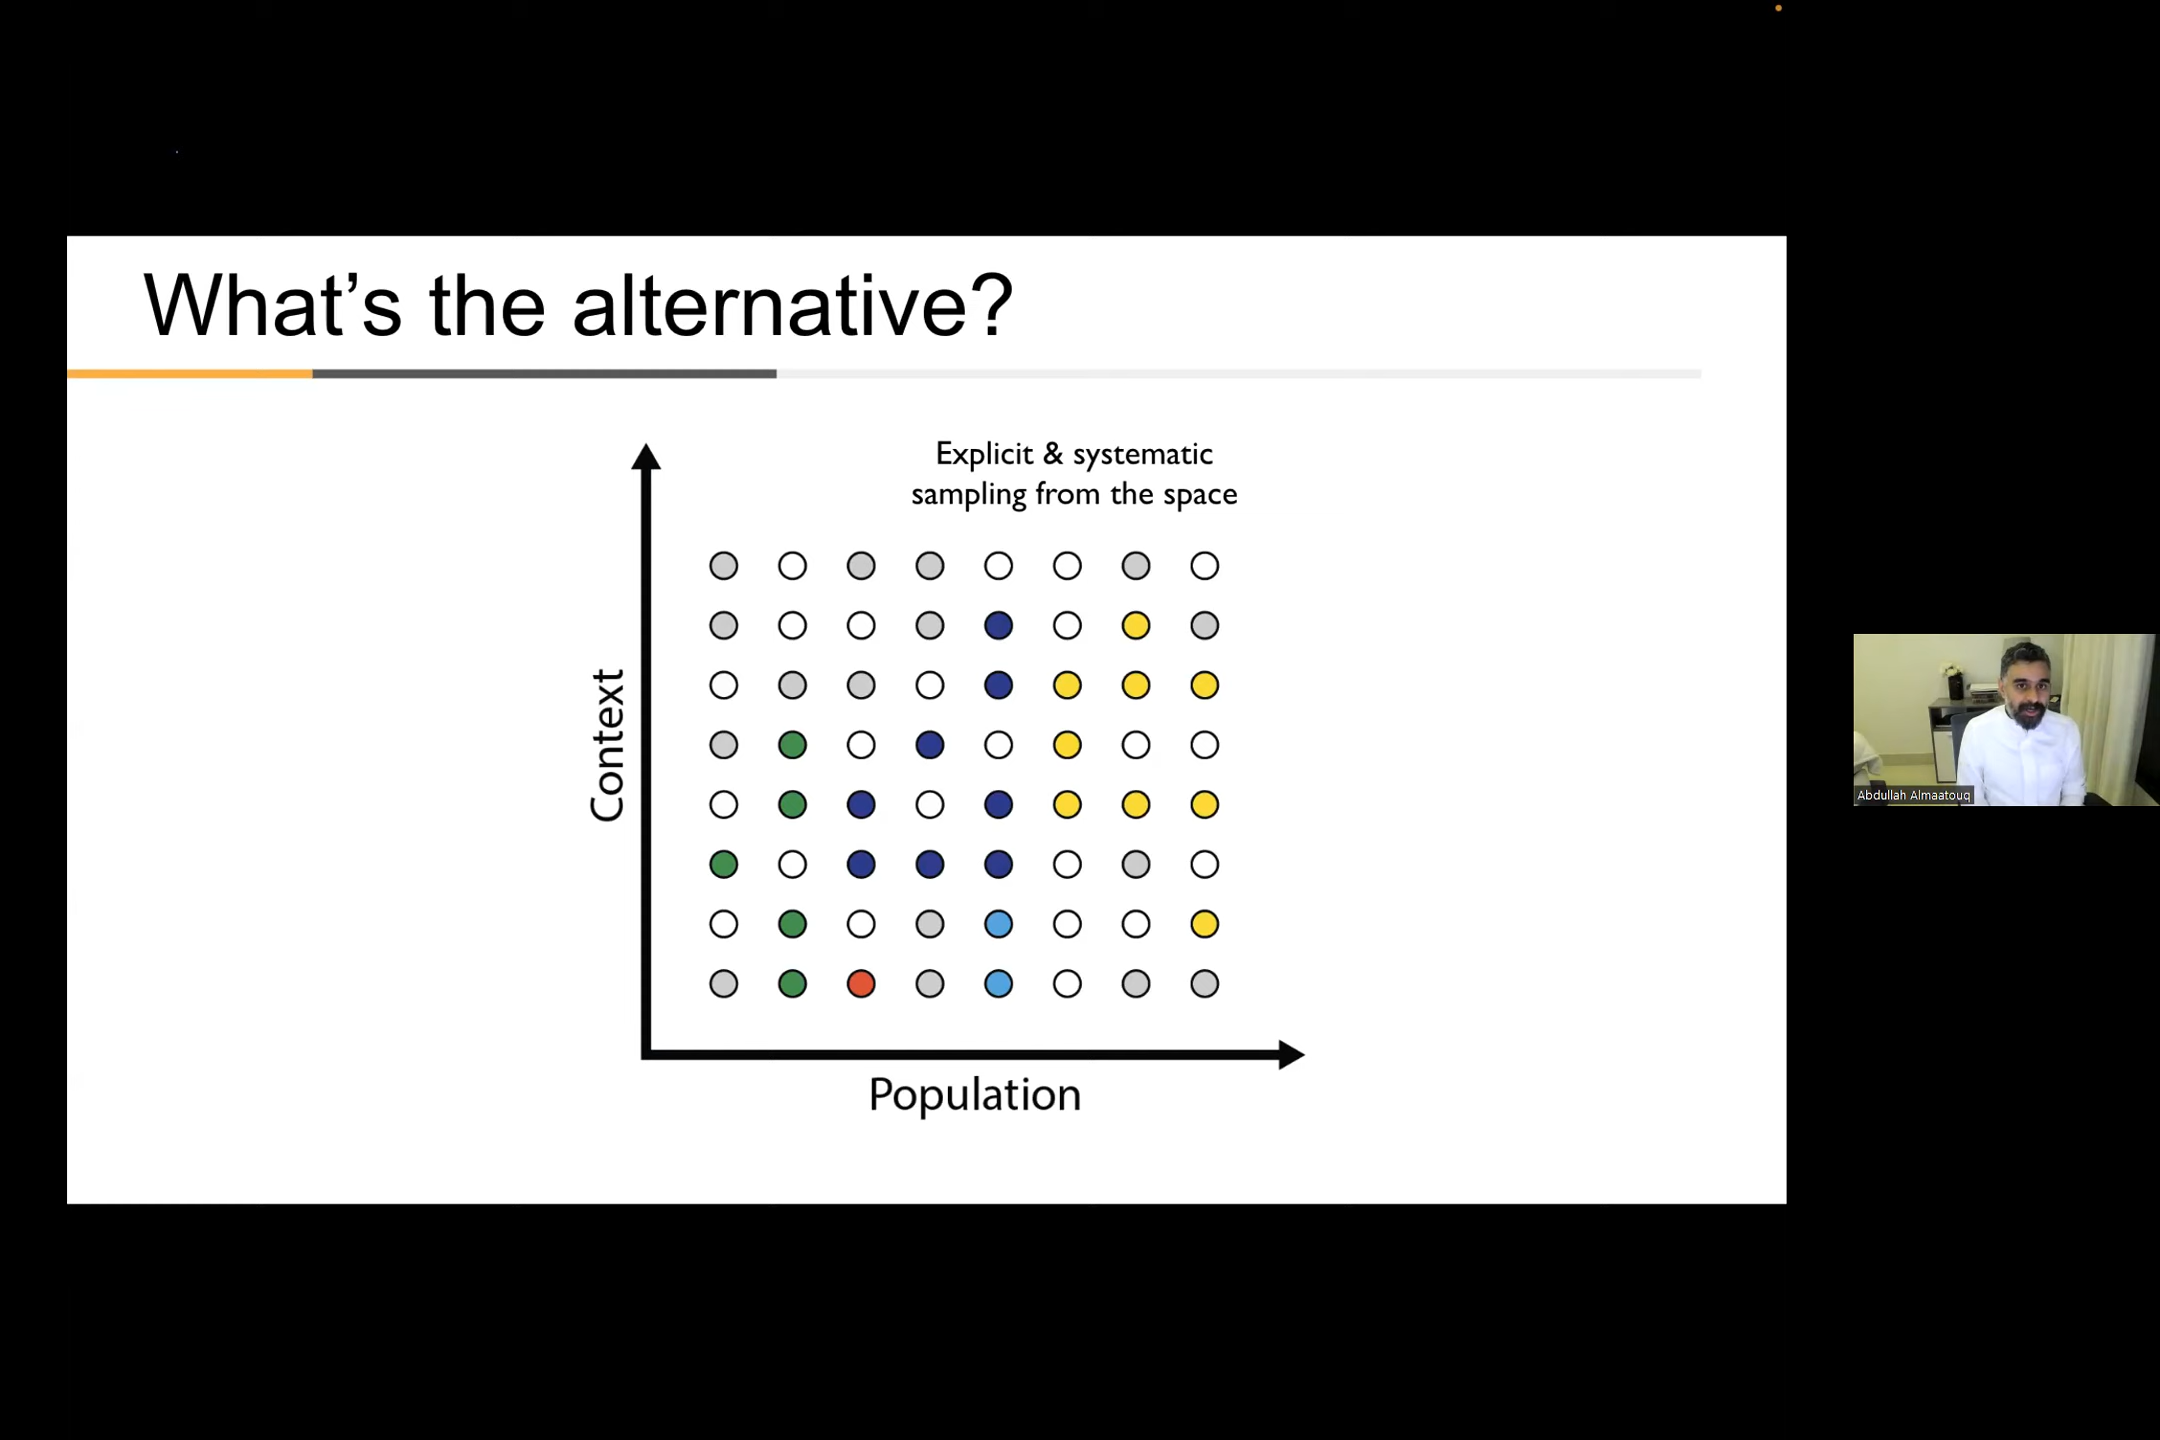 What’s the alternative?
Explicit & systematic
sampling from the space
Context
Population
Abdullah Almaatouq